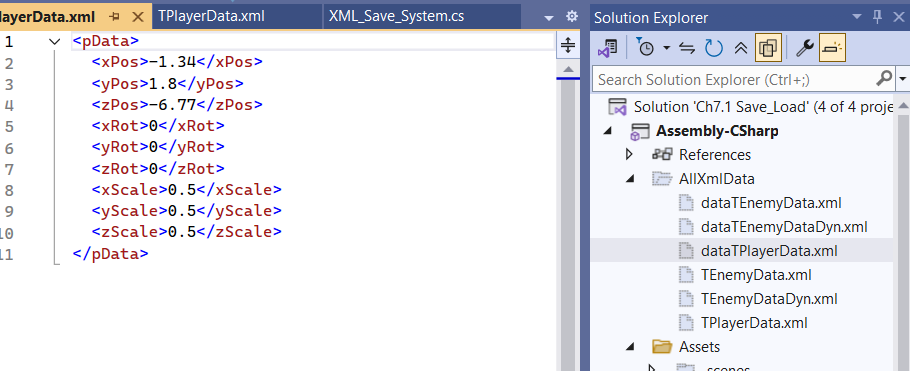 layerData.xml
TPlayerData.xml
XML_Save_System.cs
1 <pData>
2 <xPos>-1.34</xPos>
3 <yPos>1.8</yPos>
4 <zPos>-6.77</zPos>
5 <xRot>0</xRot>
6 <yRot>0</yRot>
7 <zRot>0</zRot>
8 <xScale>0.5</xScale>
9 <yScale>0.5</yScale>
10 <zScale>0.5</zScale>
11 </pData>
Solution Explorer
Search Solution Explorer (Ctrl+;)
Solution 'Ch7.1 Save_Load' (4 of 4 proje
Assembly-CSharp
References
AllXmlData
dataTEnemyData.xml
dataTEnemyDataDyn.xml
dataTPlayerData.xml
TEnemyData.xml
TEnemyDataDyn.xml
TPlayerData.xml
Assets
scenes